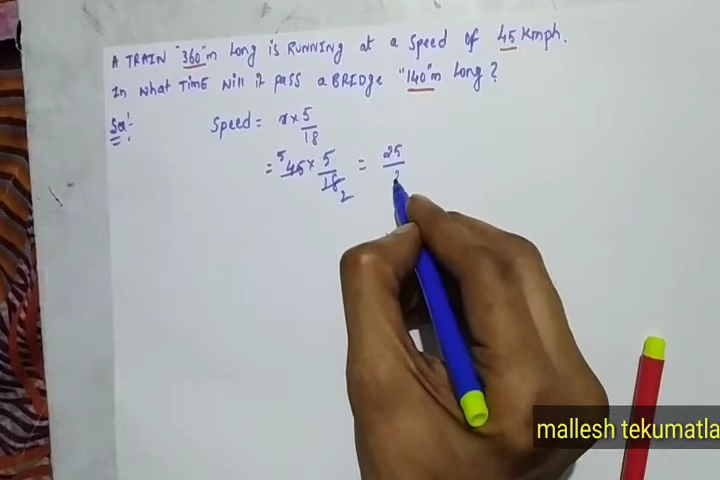 A TRAIN "360"m Long is RUNNING at a speed of 45 Kmph.
In what TIME will it pass a BRIDGE "140"m Long?
Sol:- Speed = x × 5/18
= 5 45 × 5/18 2 = 25/2
mallesh tekumatla